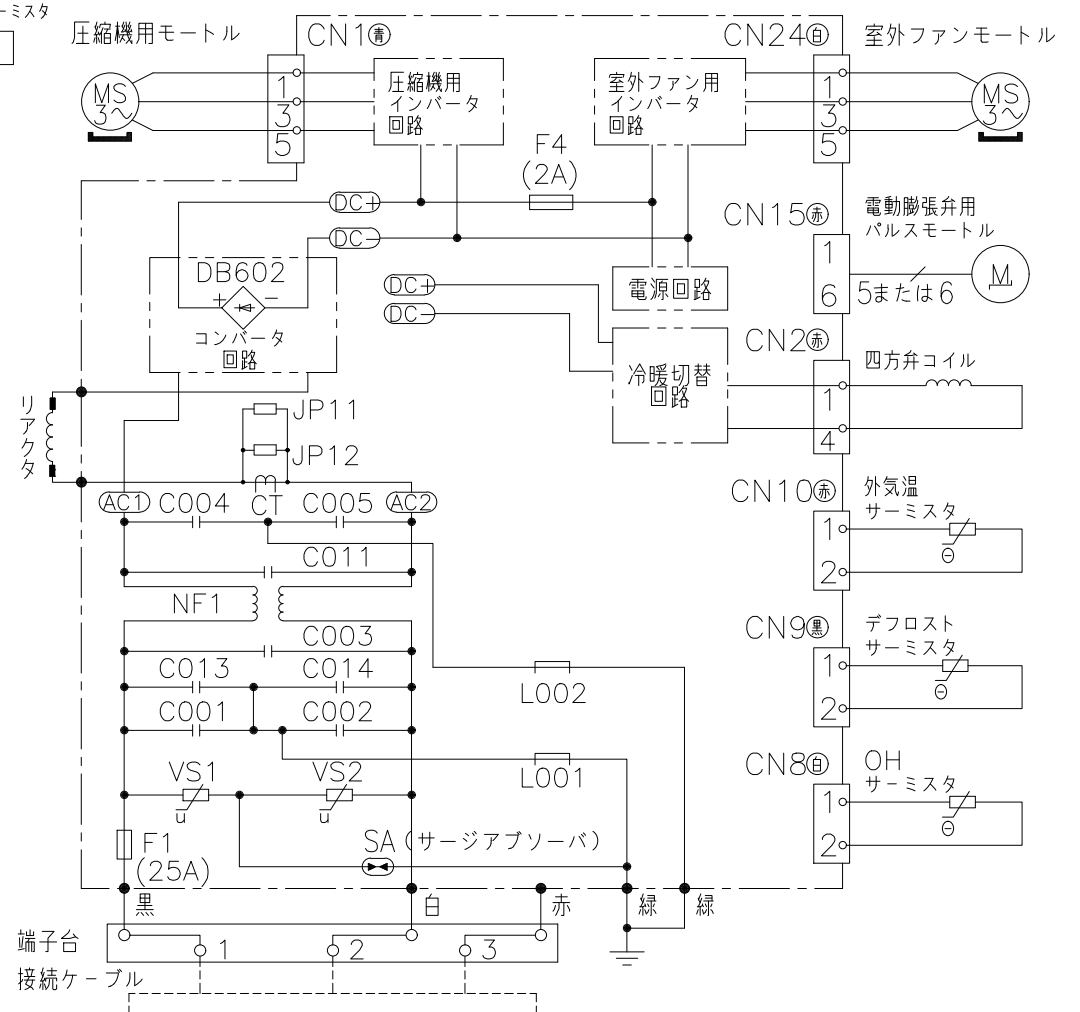 ーミスタ
圧縮機用モートル
CN1青
CN24白
室外ファンモートル
MS
3～
1
3
5
圧縮機用
インバータ
回路
室外ファン用
インバータ
回路
1
3
5
MS
3～
F4
(2A)
DC+
DC−
CN15赤
電動膨張弁用
パルスモートル
1
6
5または6
M
DB602
+
−
コンバータ
回路
DC+
DC−
電源回路
冷暖切替
回路
CN2赤
四方弁コイル
1
4
リアクタ
JP11
JP12
CT
AC1
C004
C005
AC2
CN10赤
外気温
サーミスタ
1
2
Θ
C011
NF1
C003
C013
C014
C001
C002
L002
L001
CN9黒
デフロスト
サーミスタ
1
2
Θ
VS1
u
VS2
u
CN8白
OH
サーミスタ
1
2
Θ
F1
(25A)
SA(サージアブソーバ)
黒
白
赤
緑
緑
端子台
1
2
3
接続ケーブル